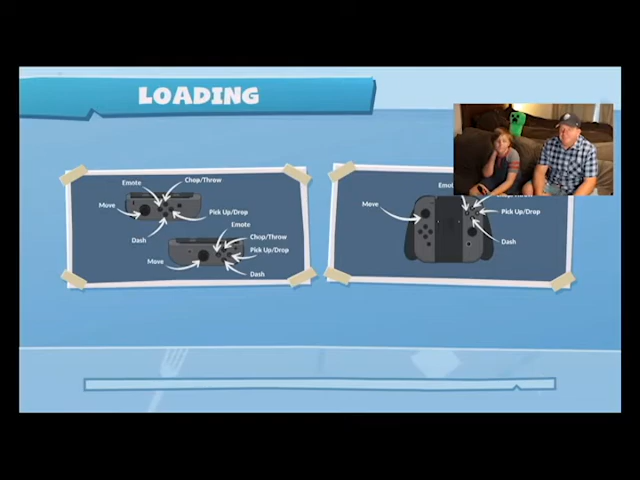 LOADING
Emote
Chop/Throw
Move
Pick Up/Drop
Dash
Emote
Chop/Throw
Pick Up/Drop
Move
Dash
Move
Pick Up/Drop
Dash